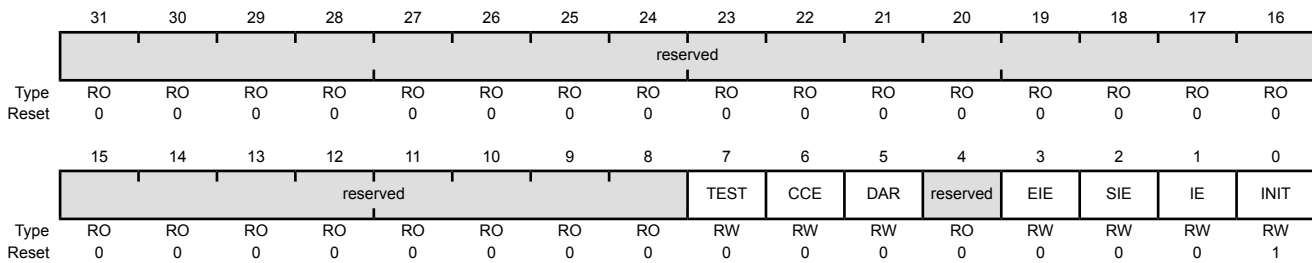 31 30 29 28 27 26 25 24 23 22 21 20 19 18 17 16
reserved
Type RO RO RO RO RO RO RO RO RO RO RO RO RO RO RO RO
Reset 0 0 0 0 0 0 0 0 0 0 0 0 0 0 0 0
15 14 13 12 11 10 9 8 7 6 5 4 3 2 1 0
reserved TEST CCE DAR reserved EIE SIE IE INIT
Type RO RO RO RO RO RO RO RO RW RW RW RO RW RW RW RW
Reset 0 0 0 0 0 0 0 0 0 0 0 0 0 0 0 1